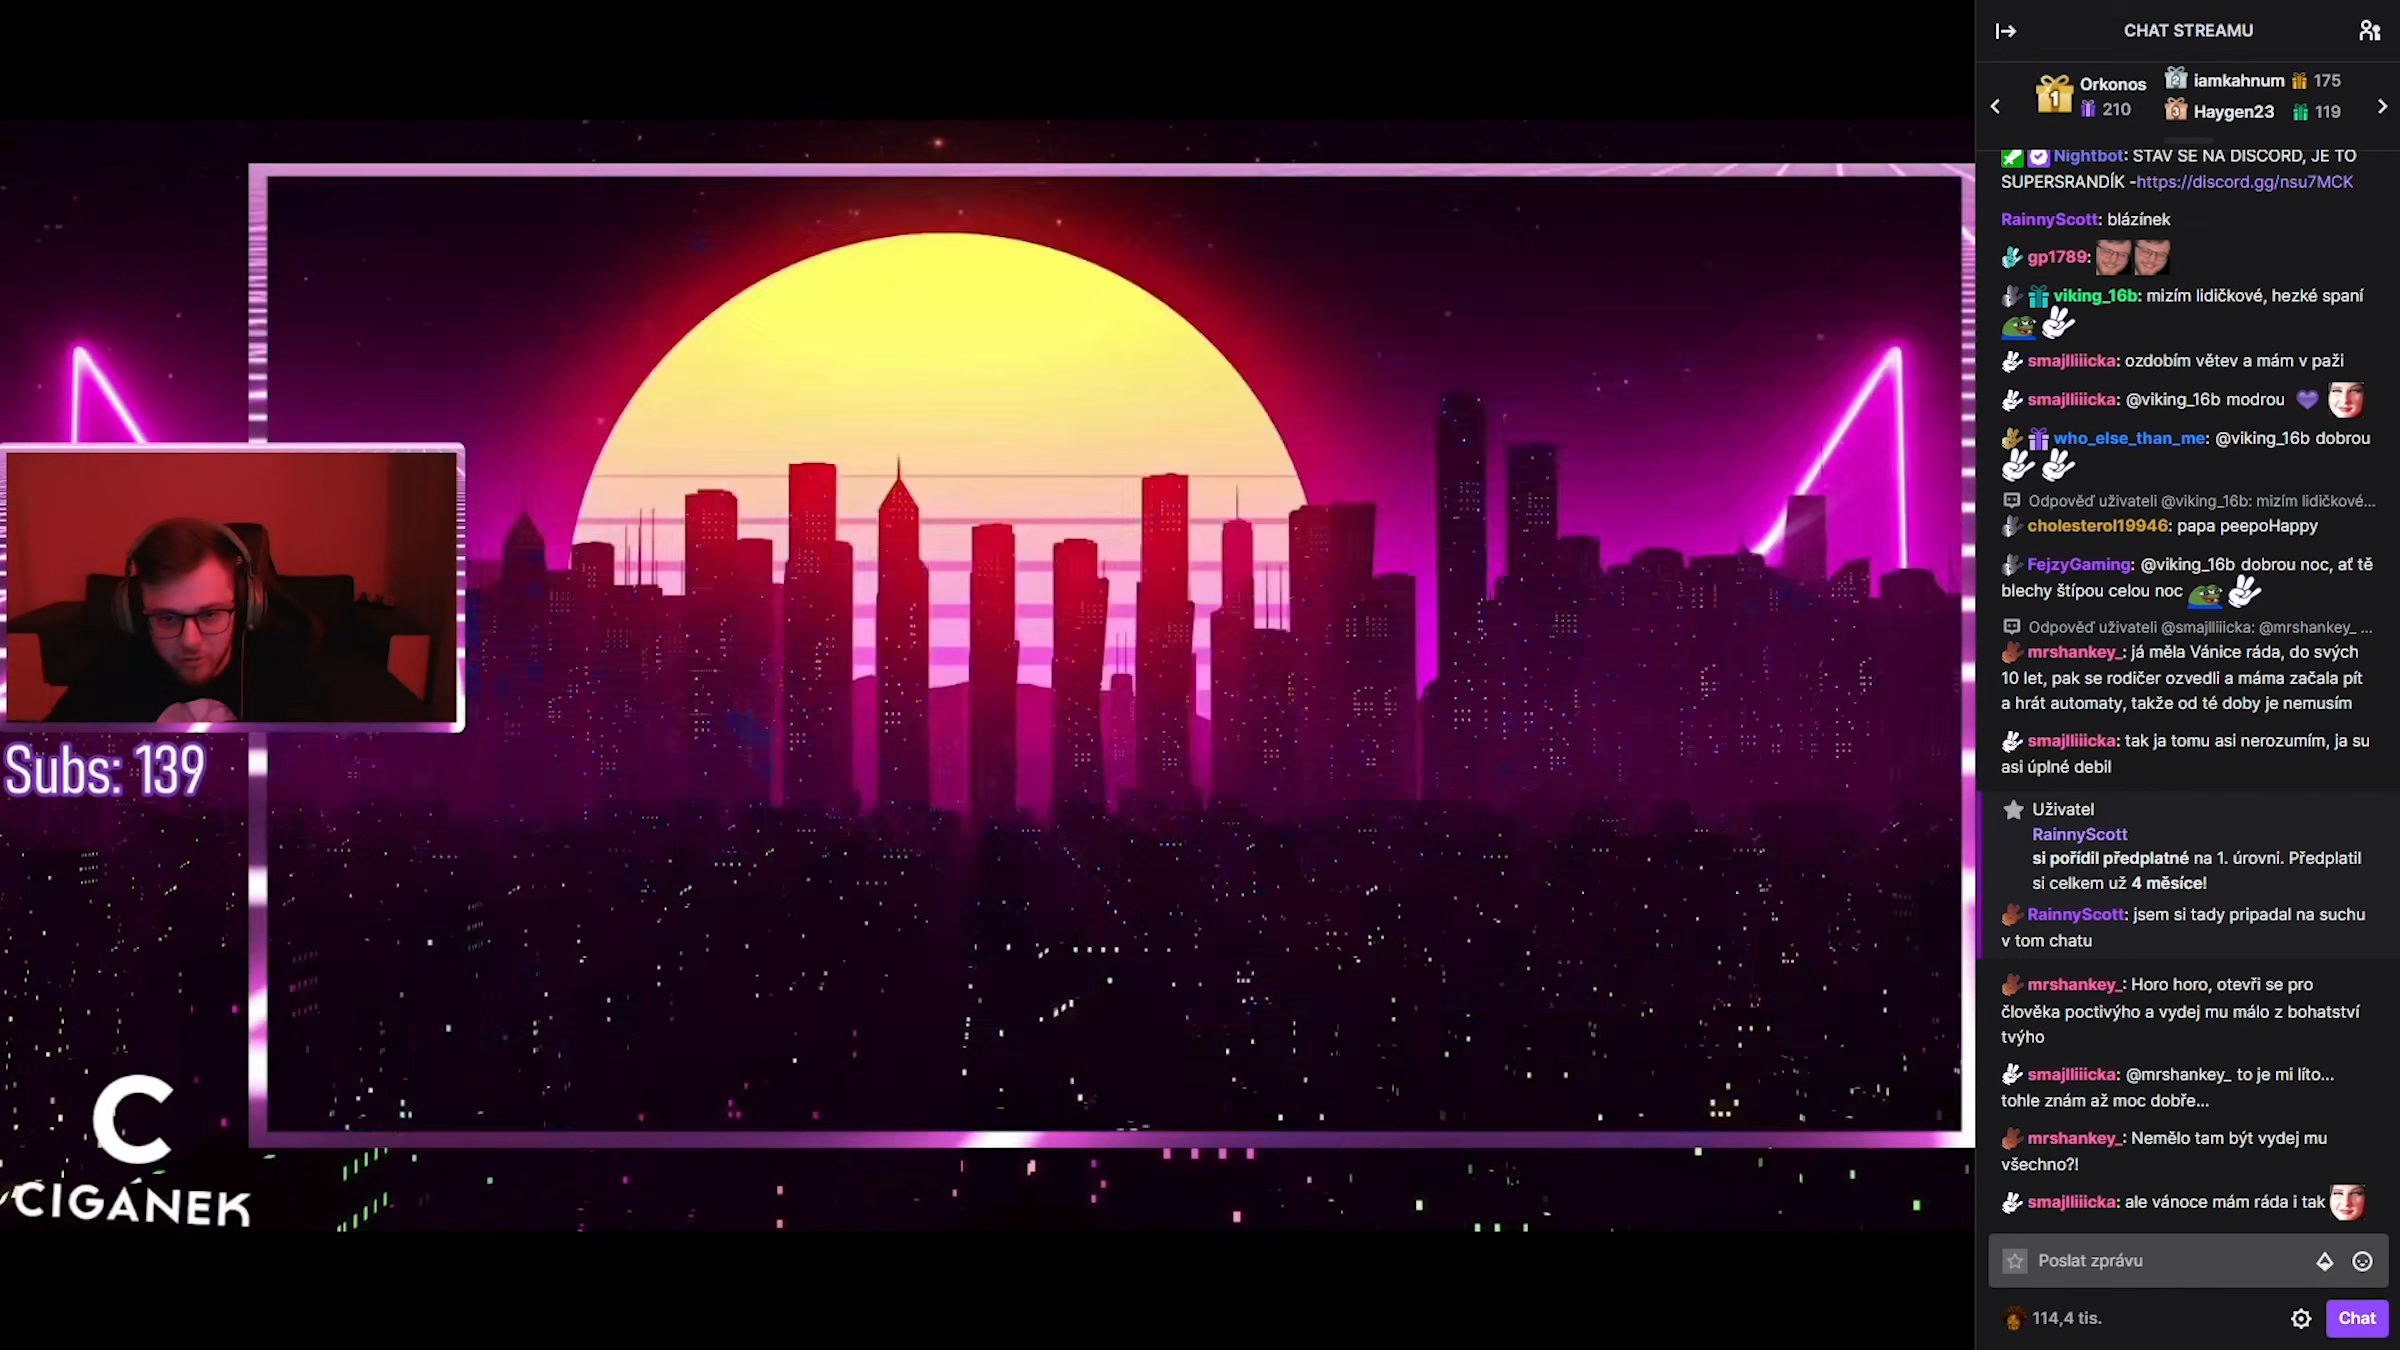 CHAT STREAMU
1 Orkonos
210
2 iamkahnum 175
3 Haygen23 119
Nightbot: STAV SE NA DISCORD, JE TO
SUPERSRANDÍK -https://discord.gg/nsu7MCK
RainnyScott: blázínek
gp1789:
viking_16b: mizím lidičkové, hezké spaní
smajlliiicka: ozdobím větev a mám v paži
smajlliiicka: @viking_16b modrou
who_else_than_me: @viking_16b dobrou
Odpověď uživateli @viking_16b: mizím lidičkové...
cholesterol19946: papa peepoHappy
FejzyGaming: @viking_16b dobrou noc, ať tě
blechy štípou celou noc
Odpověď uživateli @smajlliiicka: @mrshankey_ ...
mrshankey_: já měla Vánice ráda, do svých
10 let, pak se rodičer ozvedli a máma začala pít
a hrát automaty, takže od té doby je nemusím
smajlliiicka: tak ja tomu asi nerozumím, ja su
asi úplné debil
Uživatel
RainnyScott
si pořídil předplatné na 1. úrovni. Předplatil
si celkem už 4 měsíce!
RainnyScott: jsem si tady pripadal na suchu
v tom chatu
mrshankey_: Horo horo, otevři se pro
člověka poctivýho a vydej mu málo z bohatství
tvýho
smajlliiicka: @mrshankey_ to je mi líto...
tohle znám až moc dobře...
mrshankey_: Nemělo tam být vydej mu
všechno?!
smajlliiicka: ale vánoce mám ráda i tak
Poslat zprávu
114,4 tis.
Chat
Subs: 139
C
CIGÁNEK